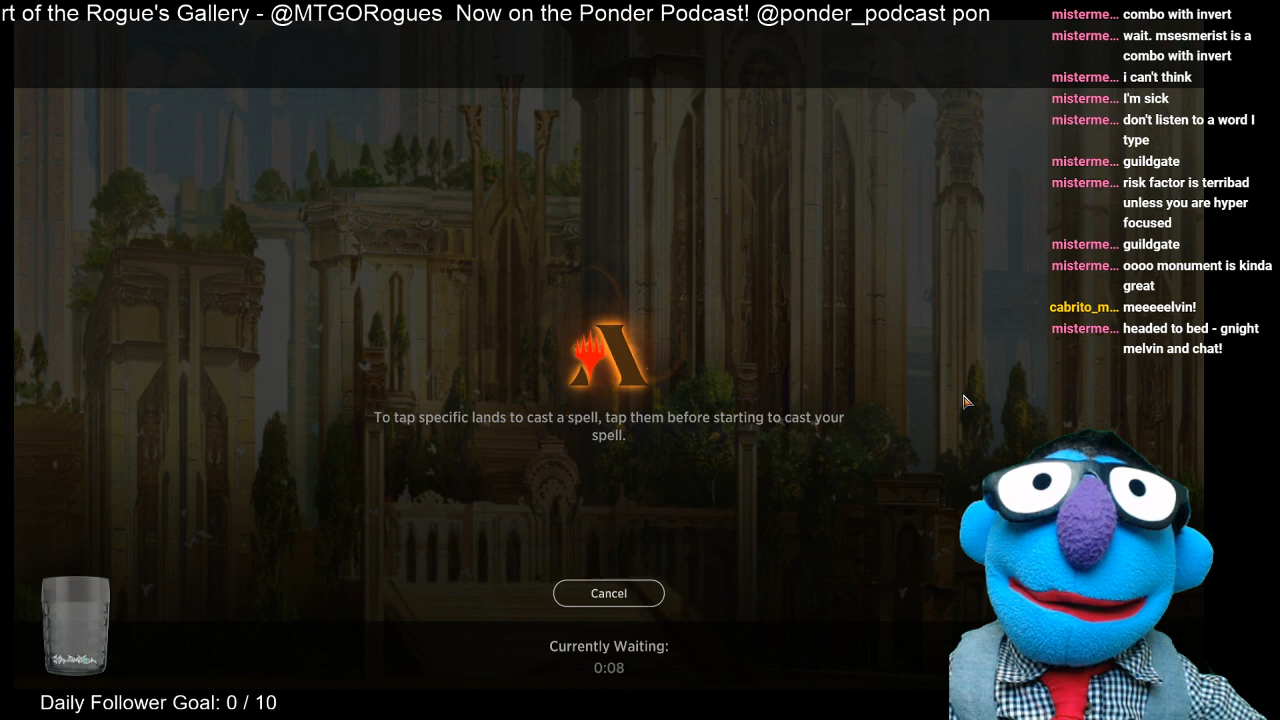 rt of the Rogue's Gallery - @MTGORogues  Now on the Ponder Podcast! @ponder_podcast pon
misterme... combo with invert
misterme... wait. msesmerist is a
combo with invert
misterme... i can't think
misterme... I'm sick
misterme... don't listen to a word I
type
misterme... guildgate
misterme... risk factor is terribad
unless you are hyper
focused
misterme... guildgate
misterme... oooo monument is kinda
great
cabrito_m... meeeeelvin!
misterme... headed to bed - gnight
melvin and chat!
To tap specific lands to cast a spell, tap them before starting to cast your
spell.
Cancel
Currently Waiting:
0:08
Daily Follower Goal: 0 / 10